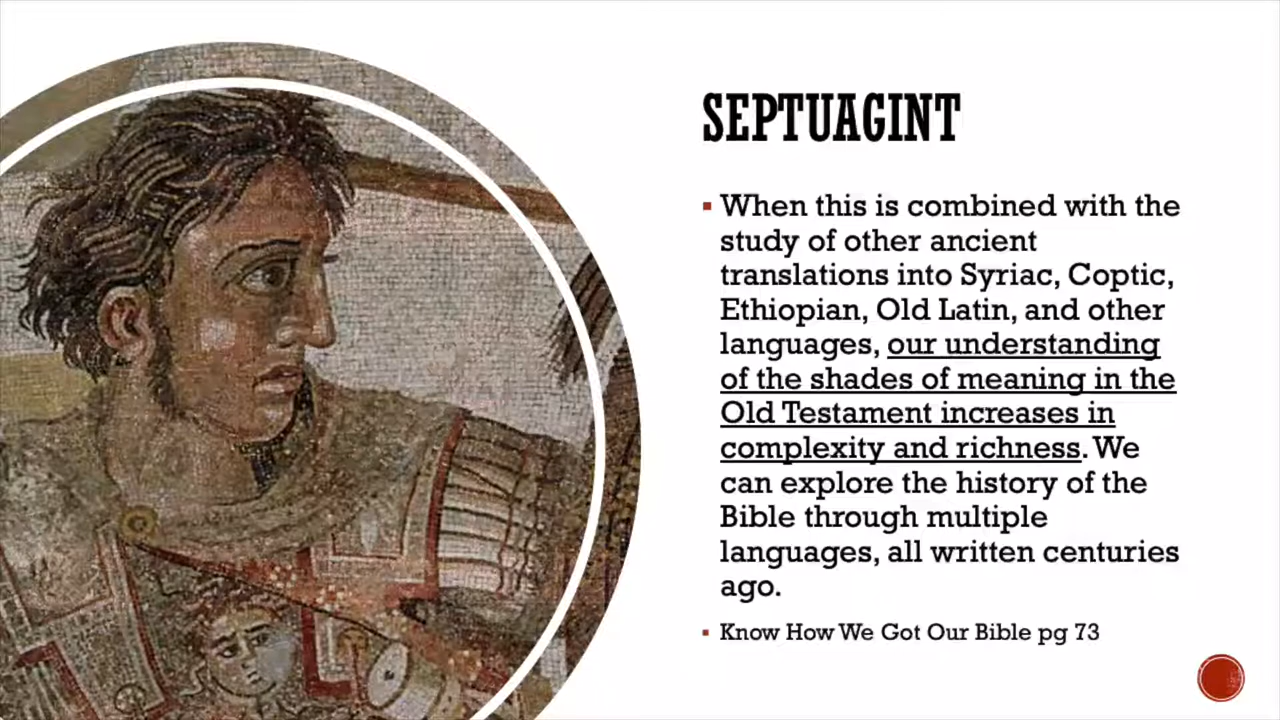 SEPTUAGINT
When this is combined with the
study of other ancient
translations into Syriac, Coptic,
Ethiopian, Old Latin, and other
languages, our understanding
of the shades of meaning in the
Old Testament increases in
complexity and richness. We
can explore the history of the
Bible through multiple
languages, all written centuries
ago.
Know How We Got Our Bible pg 73